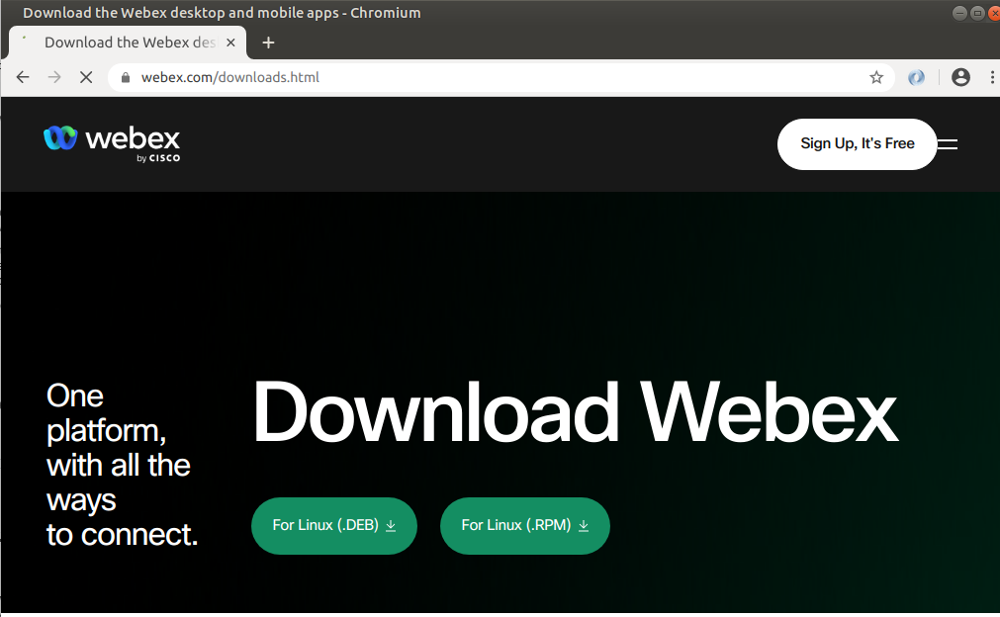 Download the Webex desktop and mobile apps - Chromium
Download the Webex des
webex.com/downloads.html
webex
by CISCO
Sign Up, It's Free
One
platform,
with all the
ways
to connect.
Download Webex
For Linux (.DEB)
For Linux (.RPM)